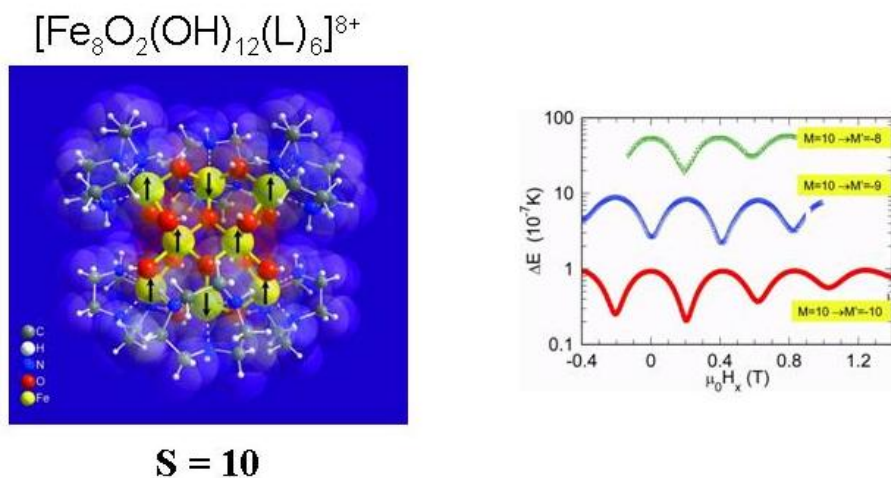 [Fe₈O₂(OH)₁₂(L)₆]⁸⁺
C
H
N
O
Fe
S = 10
100
10
1
0.1
ΔE (10⁻⁷K)
M=10 →M'=-8
M=10 →M'=-9
M=10 →M'=-10
-0.4
0
0.4
0.8
1.2
μ₀Hₓ (T)